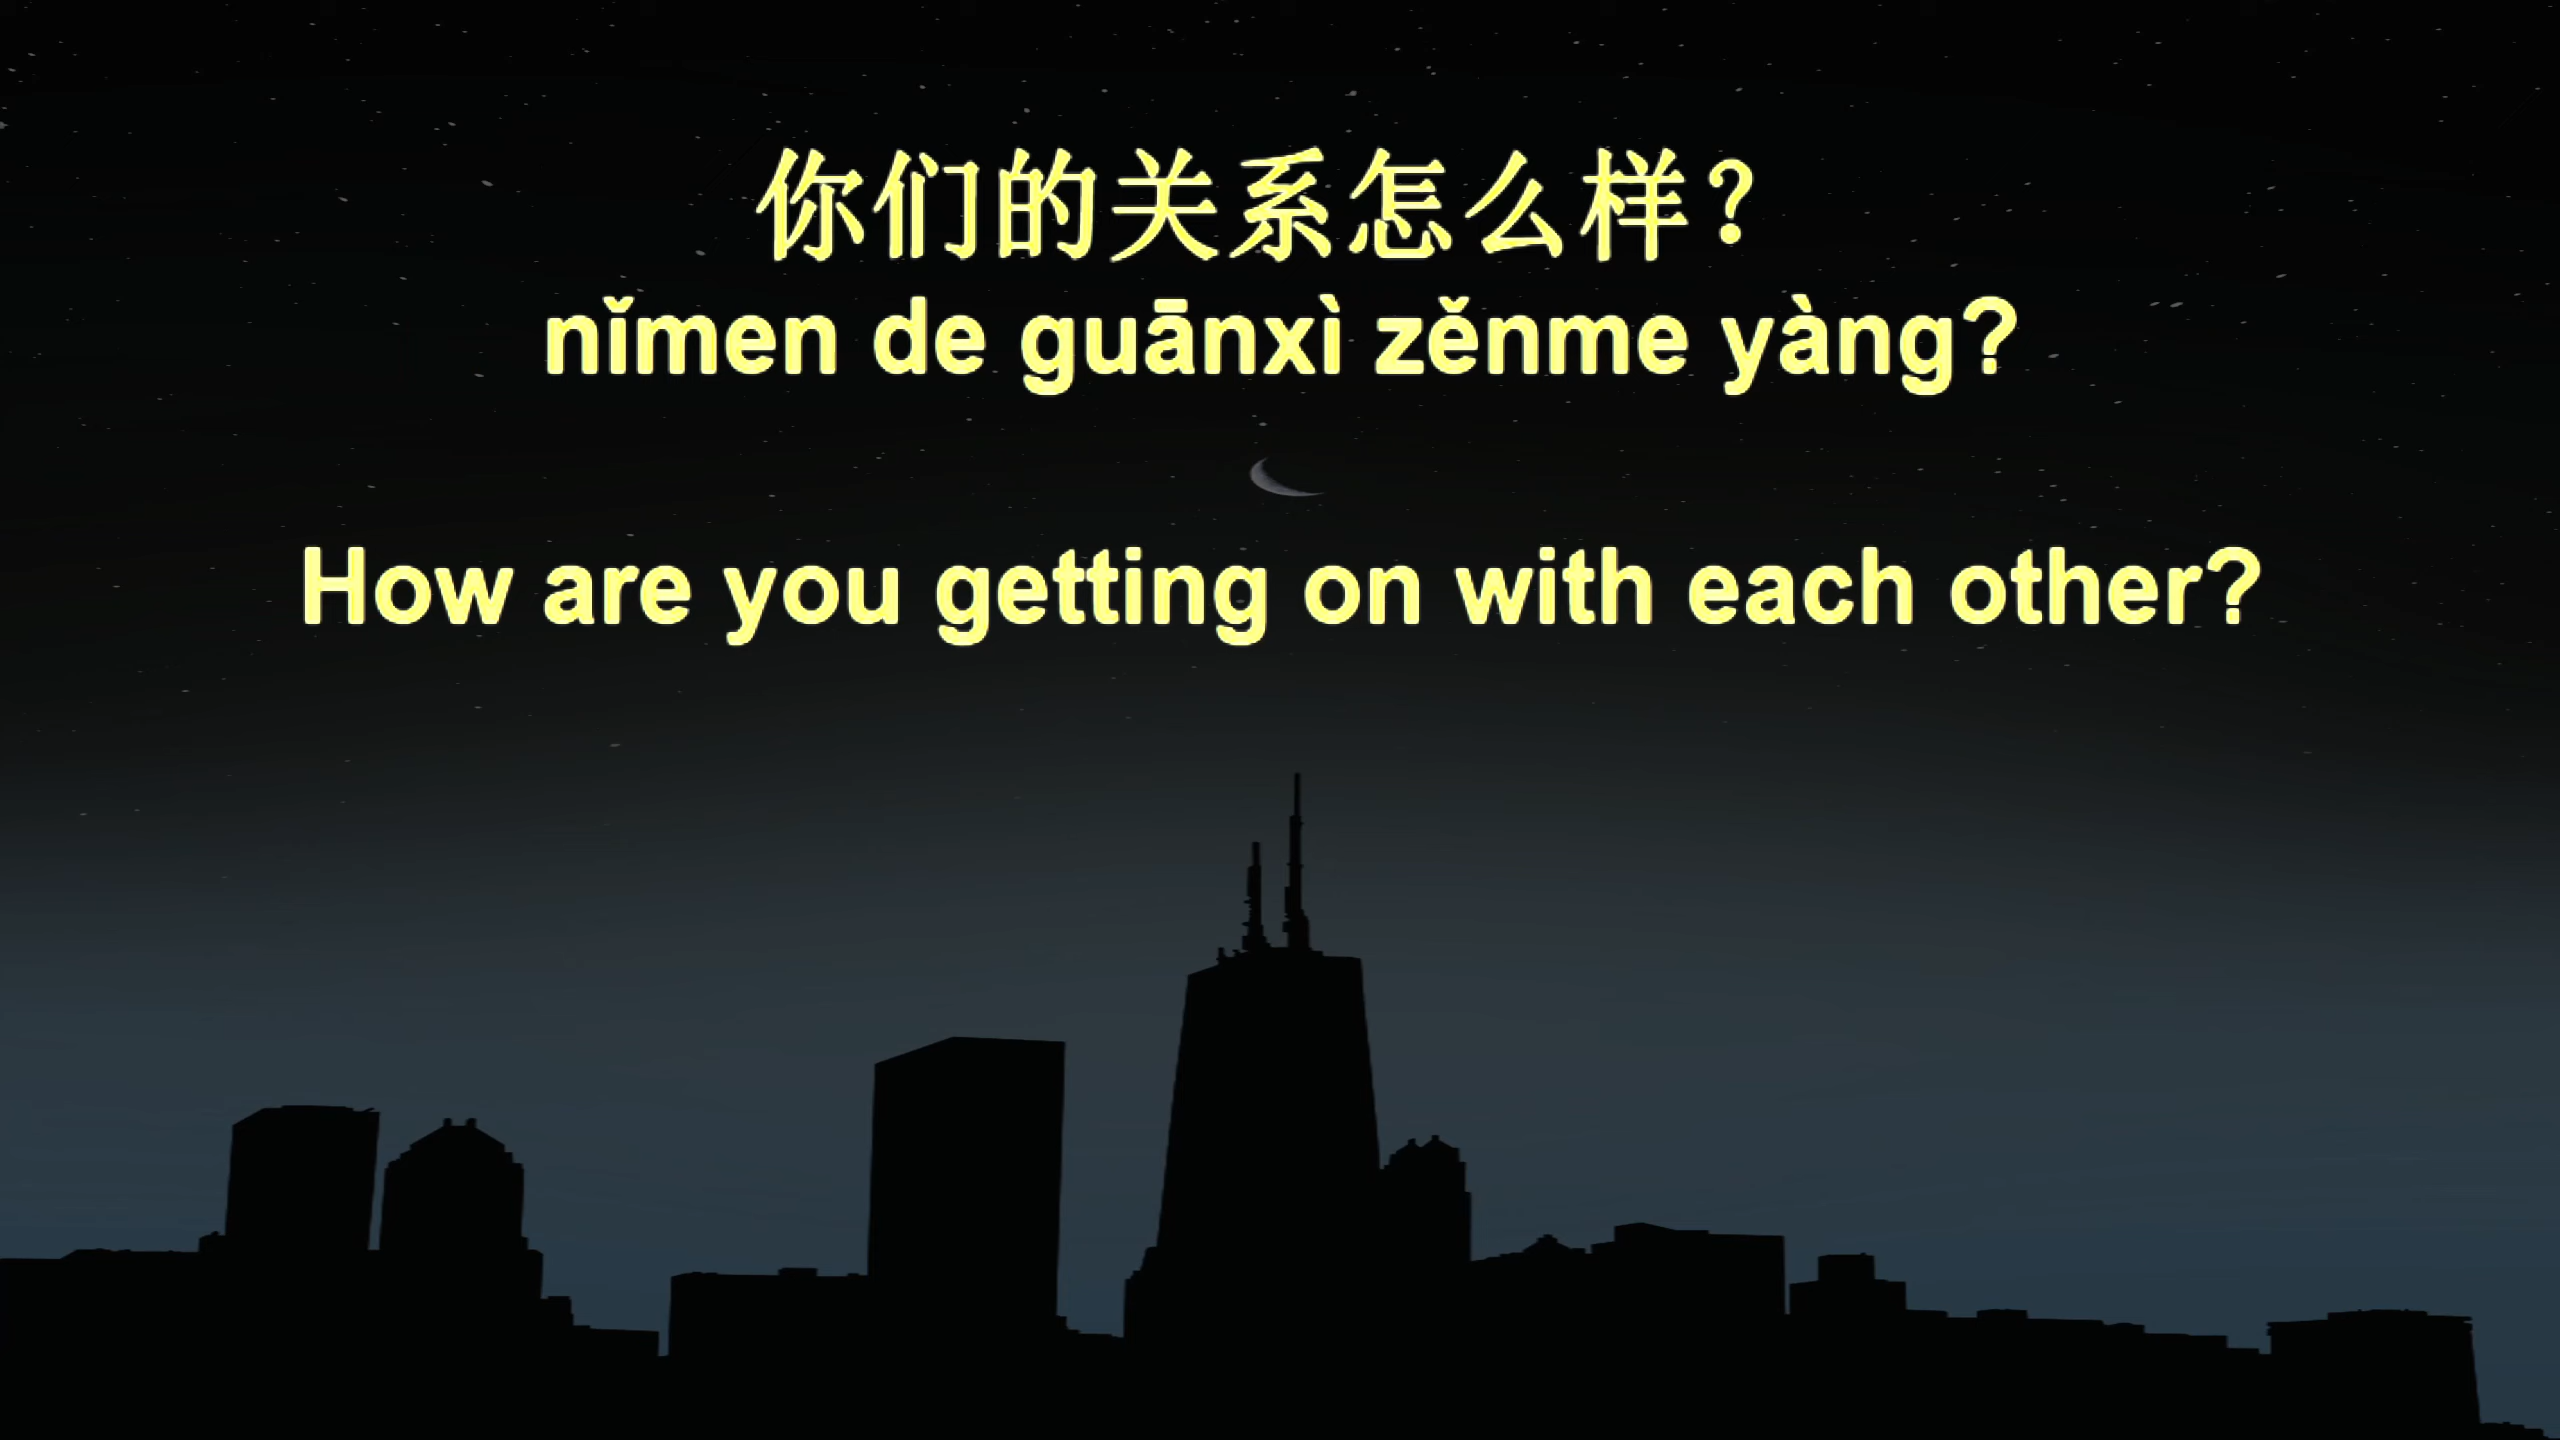 你们的关系怎么样？
nǐmen de guānxì zěnme yàng?
How are you getting on with each other?